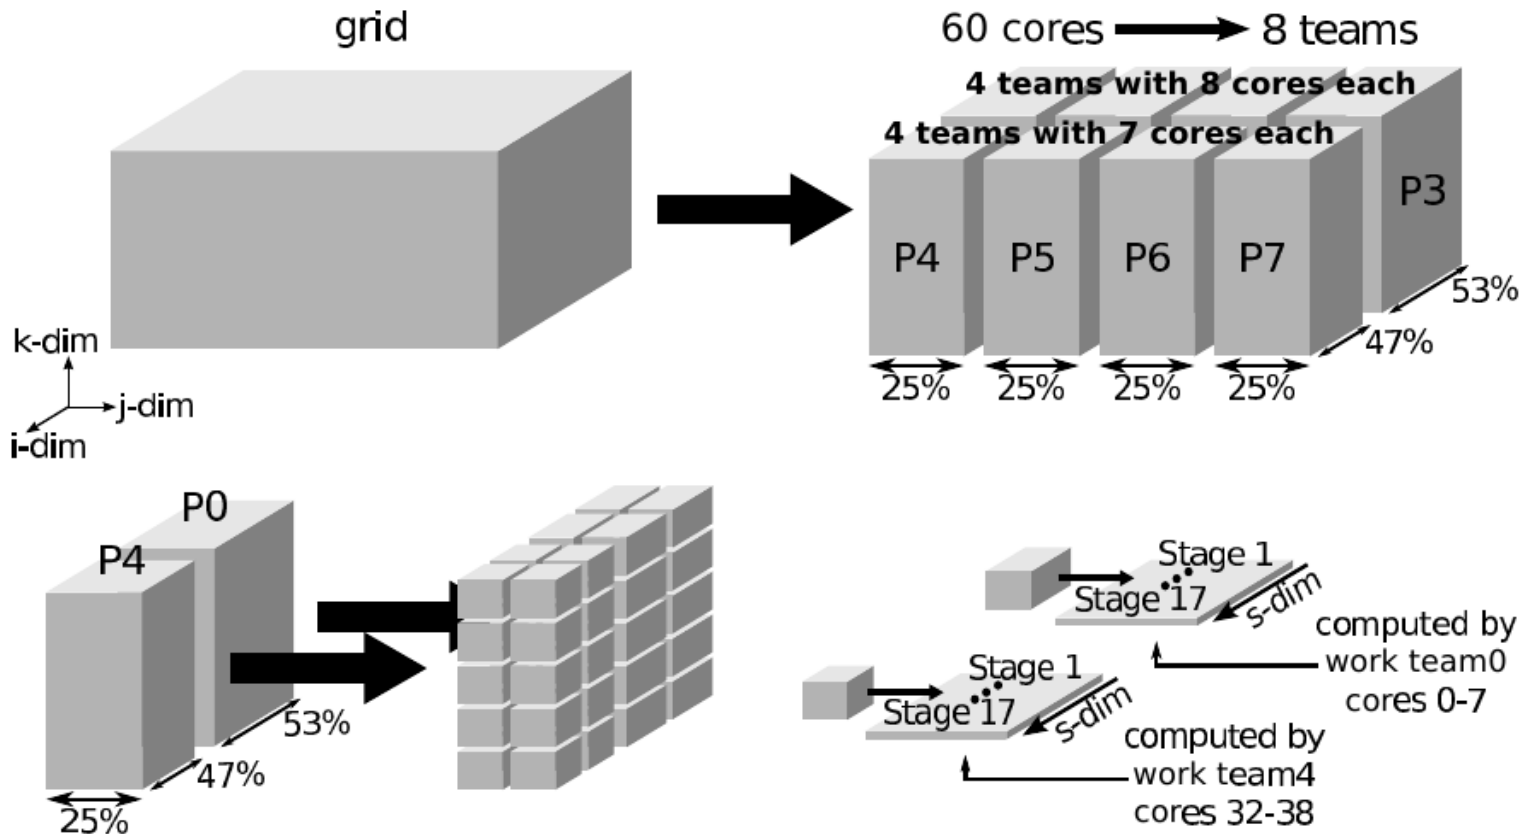 grid
60 cores 8 teams
4 teams with 8 cores each
4 teams with 7 cores each
P3
P4 P5 P6 P7
53%
47%
25% 25% 25% 25%
k-dim
j-dim
i-dim
P0
P4
53%
47%
25%
Stage 1
Stage 17
s-dim
computed by
work team0
cores 0-7
Stage 1
Stage 17
s-dim
computed by
work team4
cores 32-38